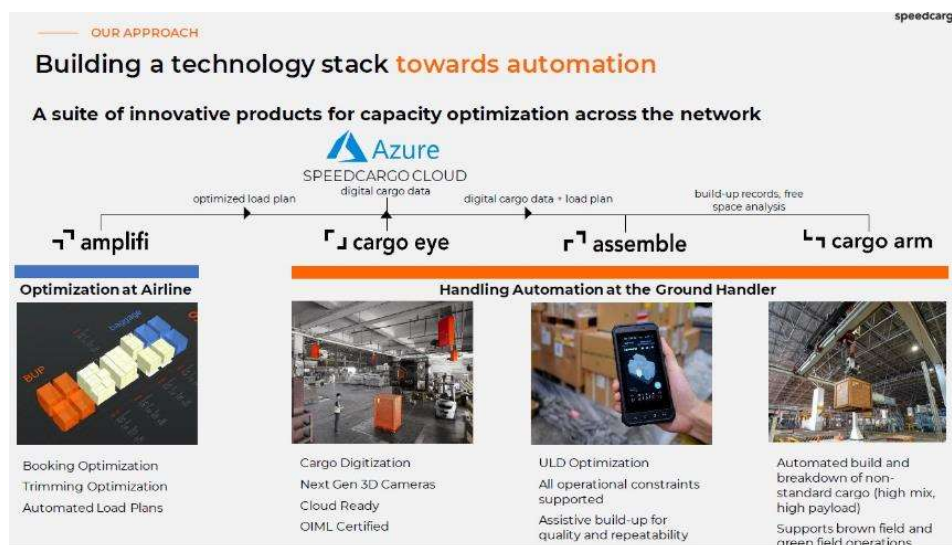 speedcarg
OUR APPROACH
Building a technology stack towards automation
A suite of innovative products for capacity optimization across the network
Azure
SPEEDCARGO CLOUD
digital cargo data
optimized load plan
digital cargo data + load plan
build-up records, free
space analysis
amplifi
cargo eye
assemble
cargo arm
Optimization at Airline
Handling Automation at the Ground Handler
baggage
BUP
Booking Optimization
Trimming Optimization
Automated Load Plans
Cargo Digitization
Next Gen 3D Cameras
Cloud Ready
OIML Certified
ULD Optimization
All operational constraints
supported
Assistive build-up for
quality and repeatability
Automated build and
breakdown of non-
standard cargo (high mix,
high payload)
Supports brown field and
green field operations